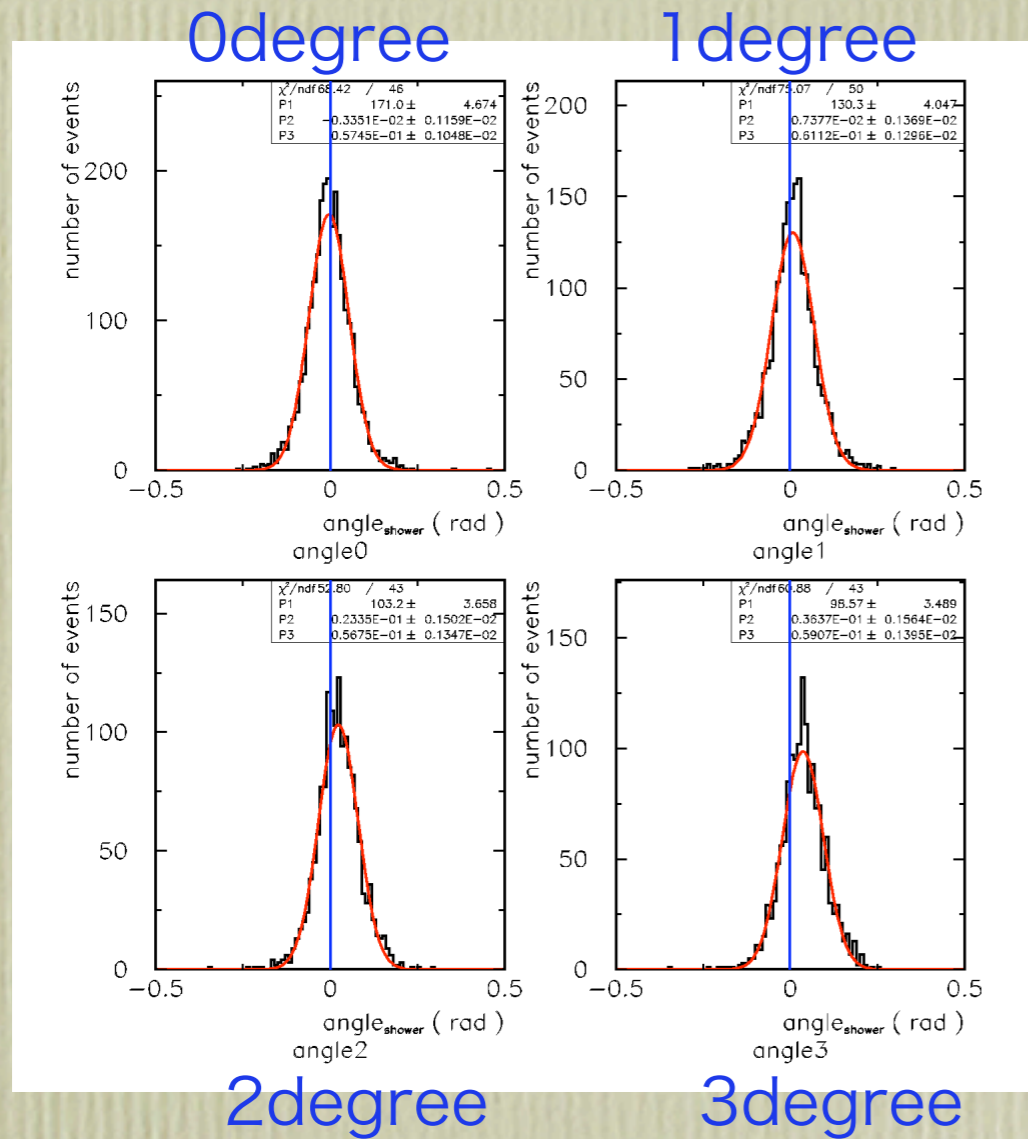 0degree
1degree
χ²/ndf 68.42 / 46
P1 171.0 ± 4.674
P2 -0.3351E-02 ± 0.1159E-02
P3 0.5745E-01 ± 0.1048E-02
number of events
200
100
0
-0.5
0
0.5
angle shower ( rad )
angle0
χ²/ndf 75.07 / 50
P1 130.3 ± 4.047
P2 0.7377E-02 ± 0.1369E-02
P3 0.6112E-01 ± 0.1296E-02
number of events
200
150
100
50
0
-0.5
0
0.5
angle shower ( rad )
angle1
χ²/ndf 52.80 / 43
P1 103.2 ± 3.658
P2 0.2335E-01 ± 0.1502E-02
P3 0.5675E-01 ± 0.1347E-02
number of events
150
100
50
0
-0.5
0
0.5
angle shower ( rad )
angle2
χ²/ndf 60.88 / 43
P1 98.57 ± 3.489
P2 0.3637E-01 ± 0.1564E-02
P3 0.5907E-01 ± 0.1395E-02
number of events
150
100
50
0
-0.5
0
0.5
angle shower ( rad )
angle3
2degree
3degree